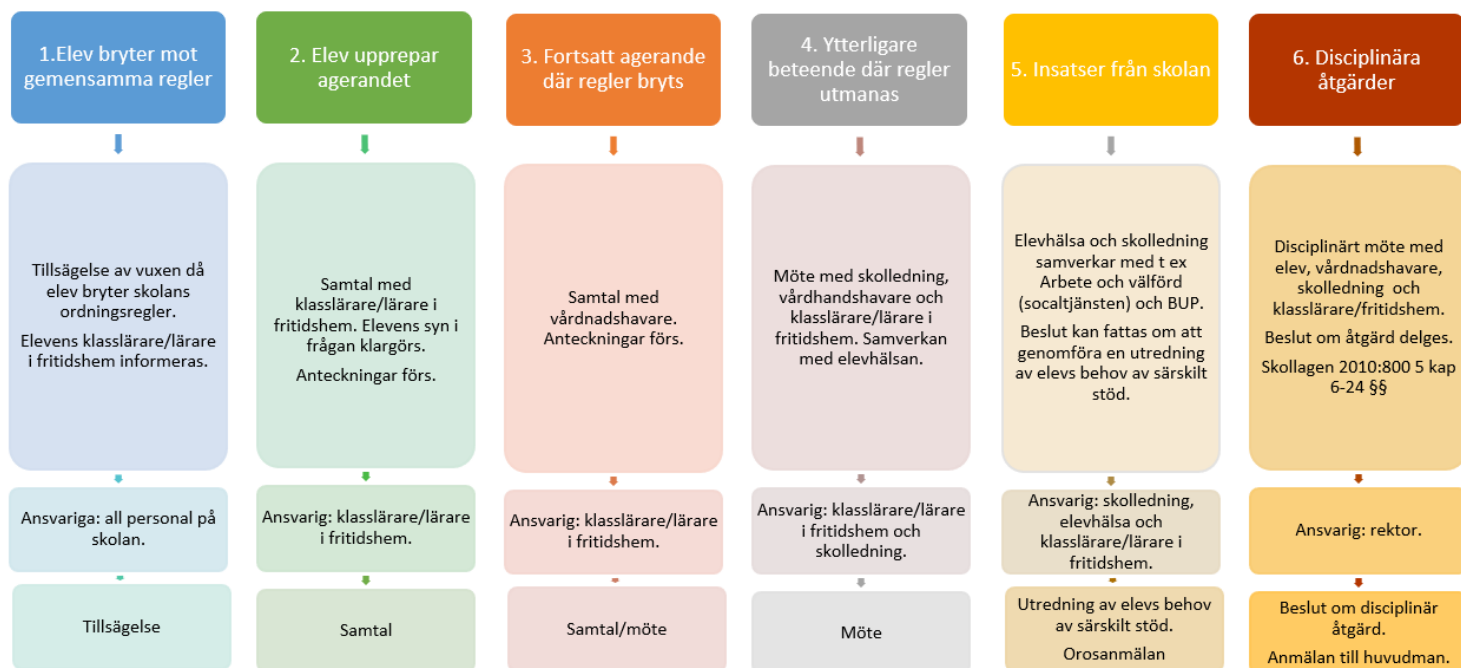 1.Elev bryter mot
gemensamma regler
Tillsägelse av vuxen då
elev bryter skolans
ordningsregler.
Elevens klasslärare/lärare
i fritidshem informeras.
Ansvariga: all personal på
skolan.
Tillsägelse
2. Elev upprepar
agerandet
Samtal med
klasslärare/lärare i
fritidshem. Elevens syn i
frågan klargörs.
Anteckningar förs.
Ansvarig: klasslärare/lärare
i fritidshem.
Samtal
3. Fortsatt agerande
där regler bryts
Samtal med
vårdnadshavare.
Anteckningar förs.
Ansvarig: klasslärare/lärare
i fritidshem.
Samtal/möte
4. Ytterligare
beteende där regler
utmanas
Möte med skolledning,
vårdhandshavare och
klasslärare/lärare i
fritidshem. Samverkan
med elevhälsan.
Ansvarig: klasslärare/lärare
i fritidshem och
skolledning.
Möte
5. Insatser från skolan
Elevhälsa och skolledning
samverkar med t ex
Arbete och välförd
(socaltjänsten) och BUP.
Beslut kan fattas om att
genomföra en utredning
av elevs behov av särskilt
stöd.
Ansvarig: skolledning,
elevhälsa och
klasslärare/lärare i
fritidshem.
Utredning av elevs behov
av särskilt stöd.
Orosanmälan
6. Disciplinära
åtgärder
Disciplinärt möte med
elev, vårdnadshavare,
skolledning och
klasslärare/fritidshem.
Beslut om åtgärd delges.
Skollagen 2010:800 5 kap
6-24 §§
Ansvarig: rektor.
Beslut om disciplinär
åtgärd.
Anmälan till huvudman.